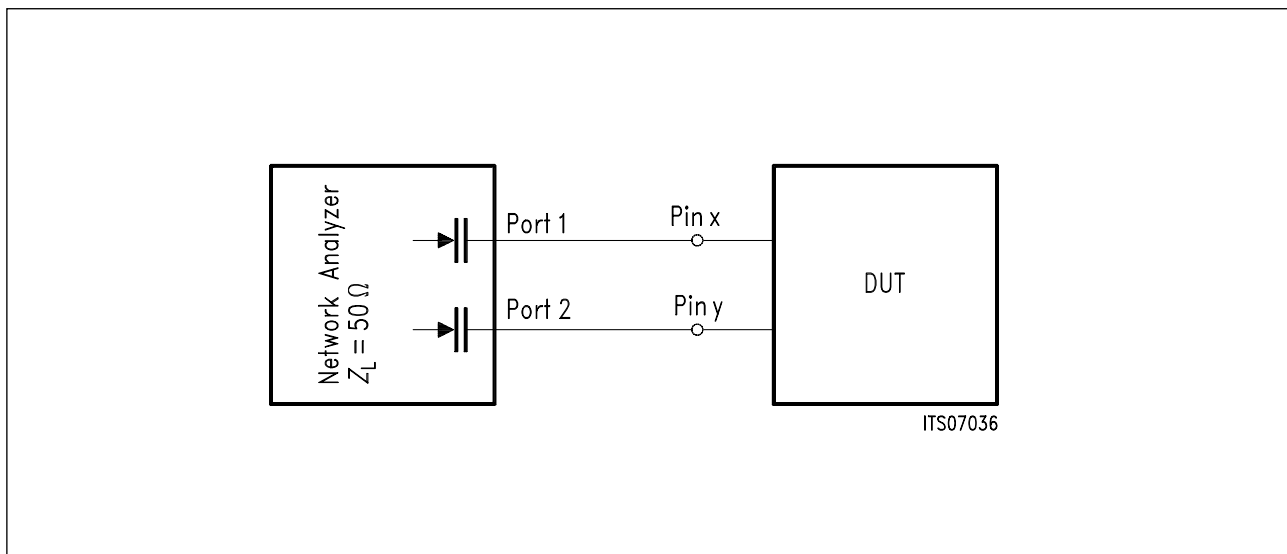 Network Analyzer
Z_L = 50 Ω
Port 1
Pin x
Port 2
Pin y
DUT
ITS07036